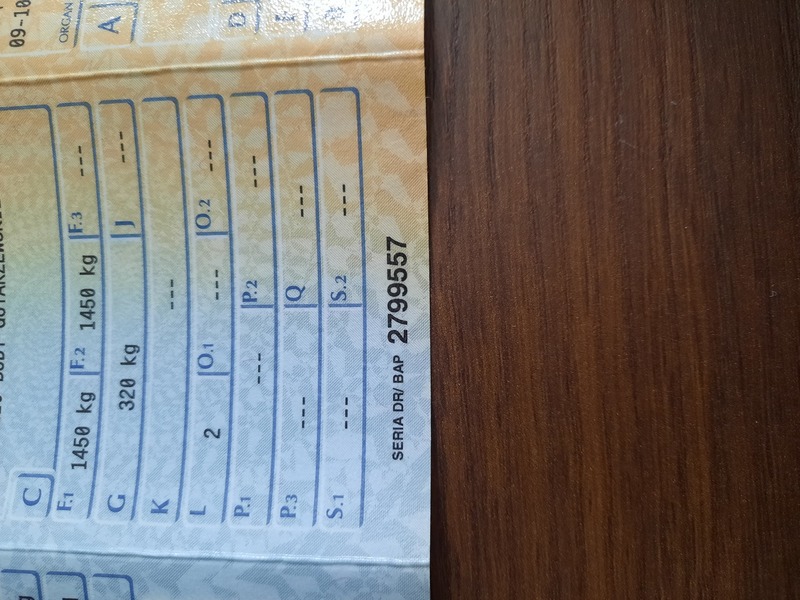 C
F.1 1450 kg F.2 1450 kg F.3 ---
G 320 kg J ---
K ---
L 2 O.1 --- O.2 ---
P.1 --- P.2 ---
P.3 --- Q ---
S.1 --- S.2 ---
SERIA DR/ BAP 2799557
09-10
ORGAN
A
D